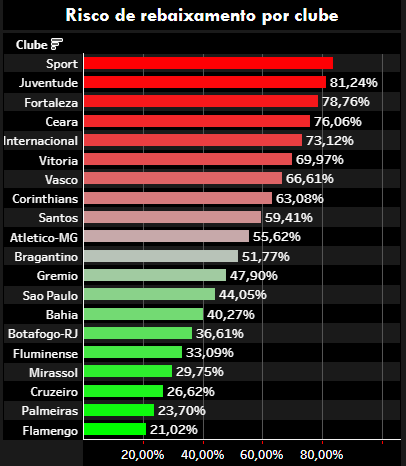 Risco de rebaixamento por clube
Clube
Sport
Juventude 81,24%
Fortaleza 78,76%
Ceara 76,06%
Internacional 73,12%
Vitoria 69,97%
Vasco 66,61%
Corinthians 63,08%
Santos 59,41%
Atletico-MG 55,62%
Bragantino 51,77%
Gremio 47,90%
Sao Paulo 44,05%
Bahia 40,27%
Botafogo-RJ 36,61%
Fluminense 33,09%
Mirassol 29,75%
Cruzeiro 26,62%
Palmeiras 23,70%
Flamengo 21,02%
20,00% 40,00% 60,00% 80,00%